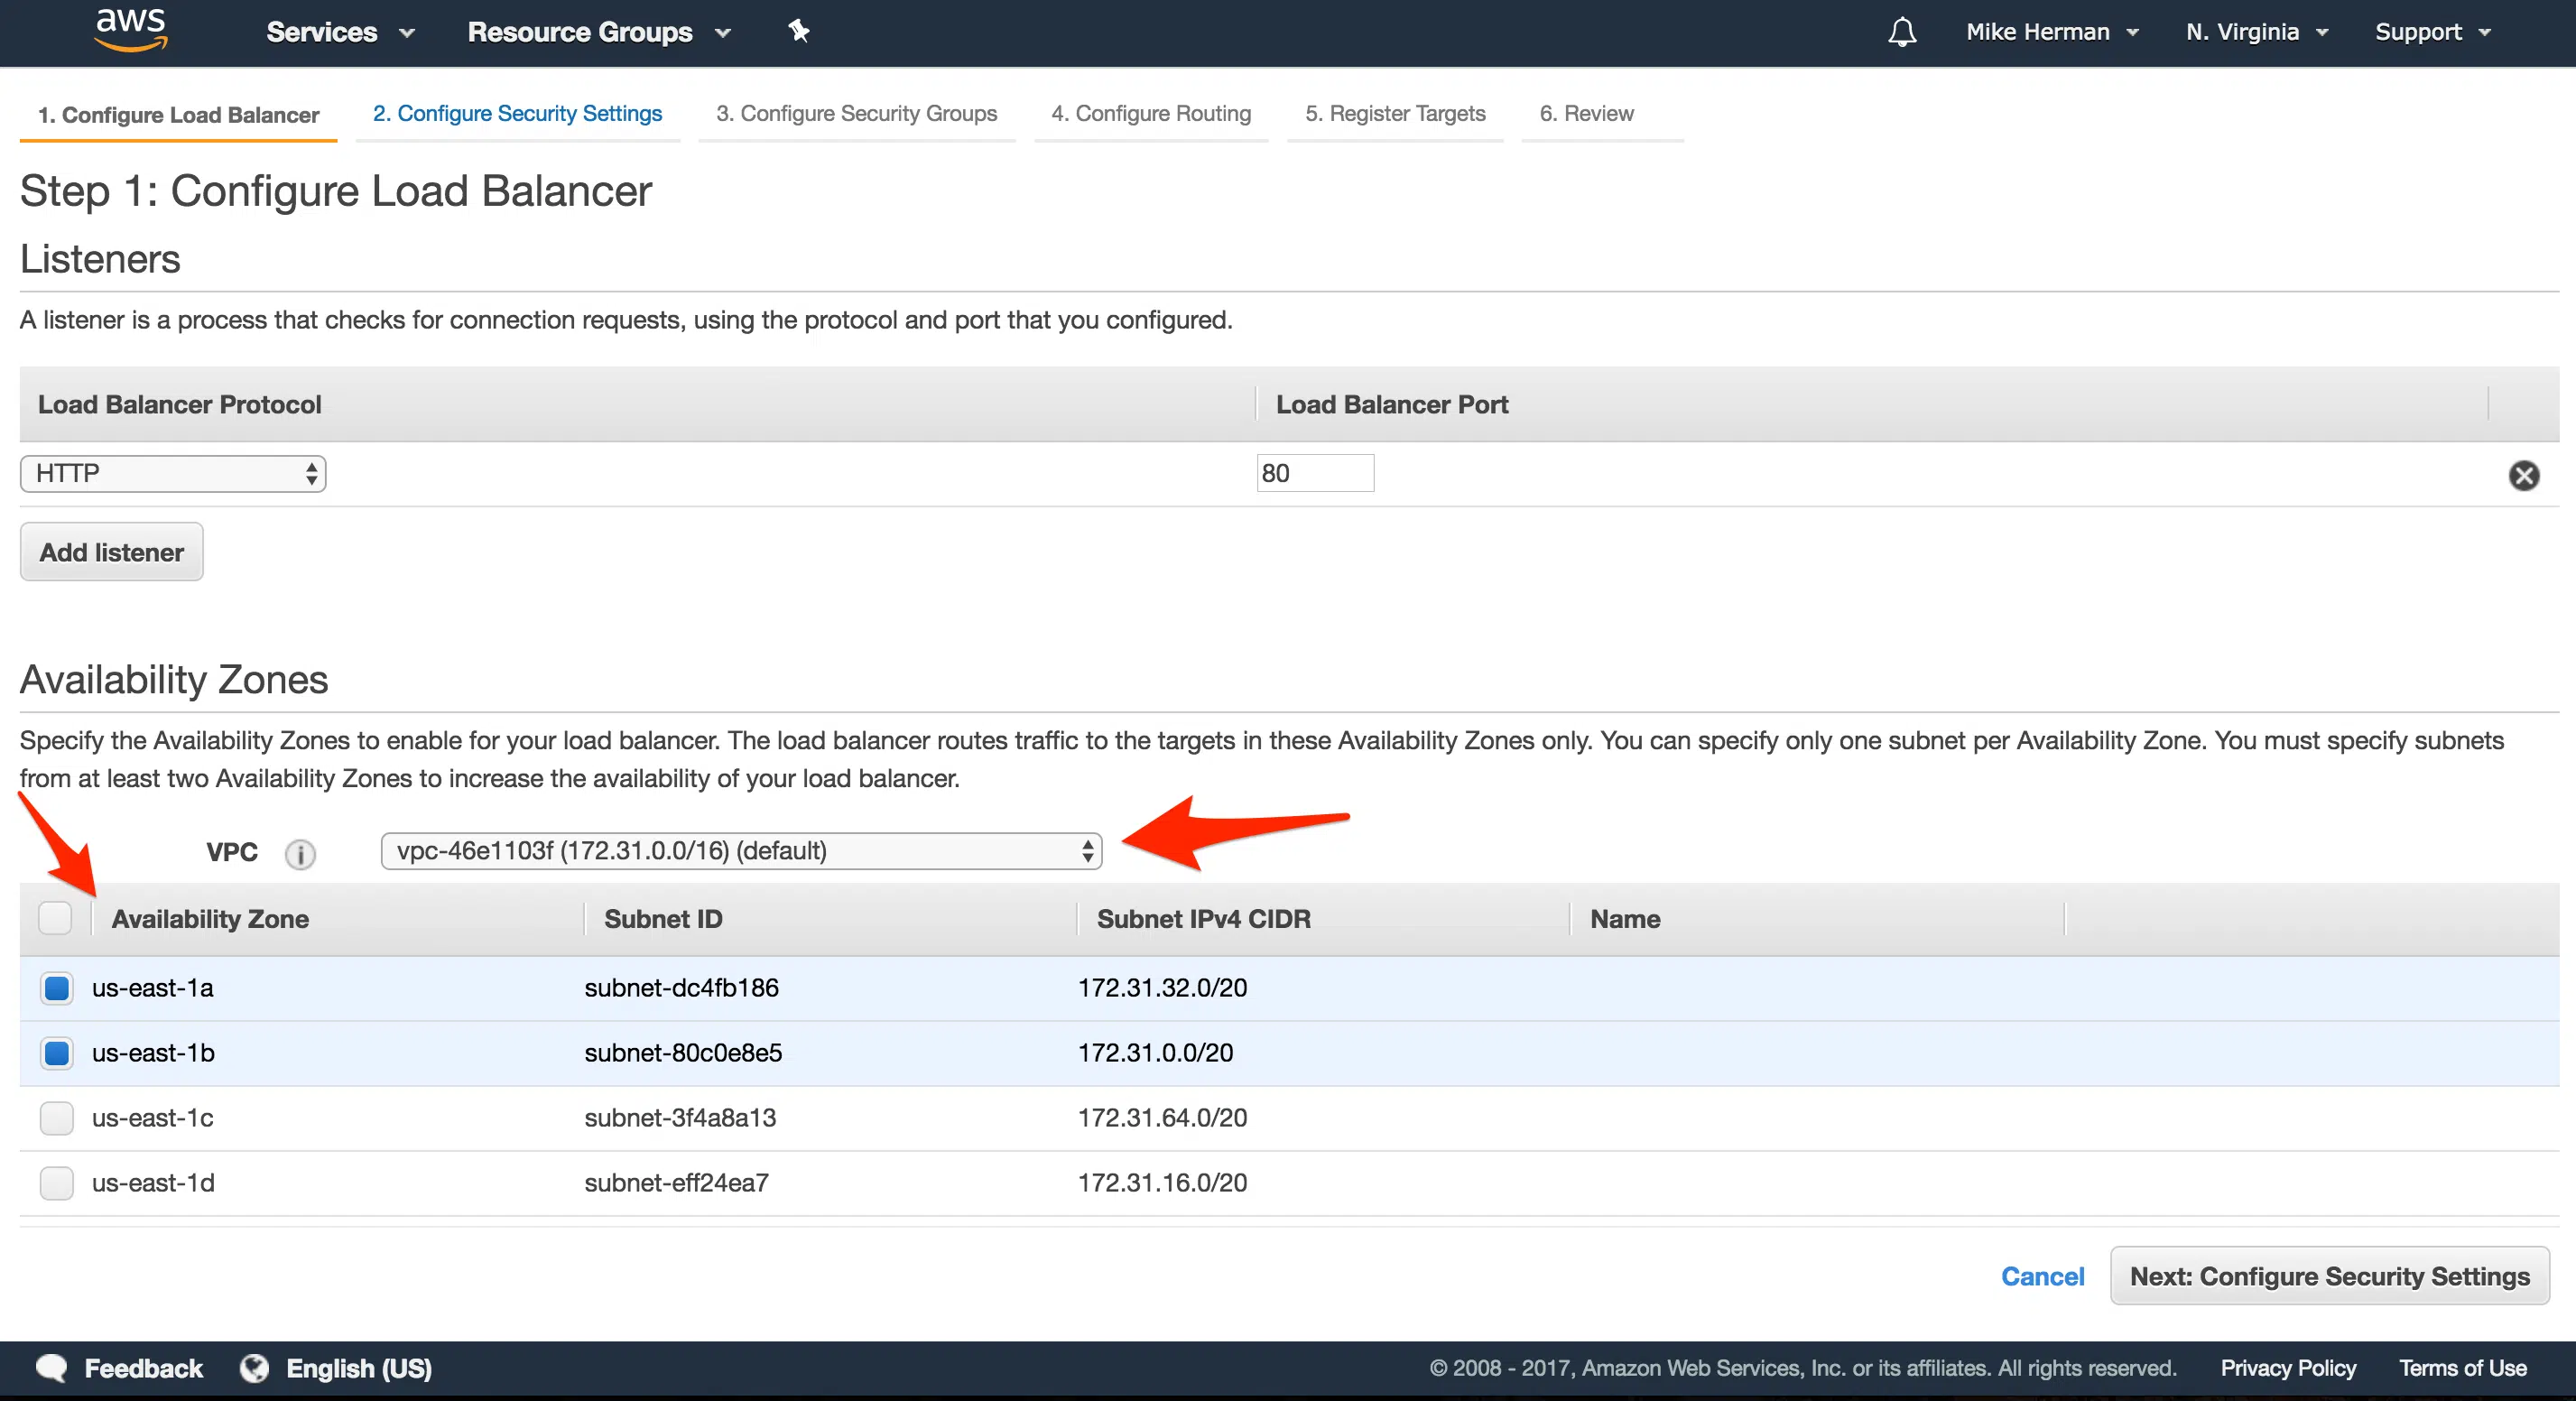 aws Services Resource Groups Mike Herman N. Virginia Support
1. Configure Load Balancer 2. Configure Security Settings 3. Configure Security Groups 4. Configure Routing 5. Register Targets 6. Review
Step 1: Configure Load Balancer
Listeners
A listener is a process that checks for connection requests, using the protocol and port that you configured.
Load Balancer Protocol Load Balancer Port
HTTP 80
Add listener
Availability Zones
Specify the Availability Zones to enable for your load balancer. The load balancer routes traffic to the targets in these Availability Zones only. You can specify only one subnet per Availability Zone. You must specify subnets
from at least two Availability Zones to increase the availability of your load balancer.
VPC i vpc-46e1103f (172.31.0.0/16) (default)
Availability Zone Subnet ID Subnet IPv4 CIDR Name
us-east-1a subnet-dc4fb186 172.31.32.0/20
us-east-1b subnet-80c0e8e5 172.31.0.0/20
us-east-1c subnet-3f4a8a13 172.31.64.0/20
us-east-1d subnet-eff24ea7 172.31.16.0/20
Cancel Next: Configure Security Settings
Feedback English (US) © 2008 - 2017, Amazon Web Services, Inc. or its affiliates. All rights reserved. Privacy Policy Terms of Use